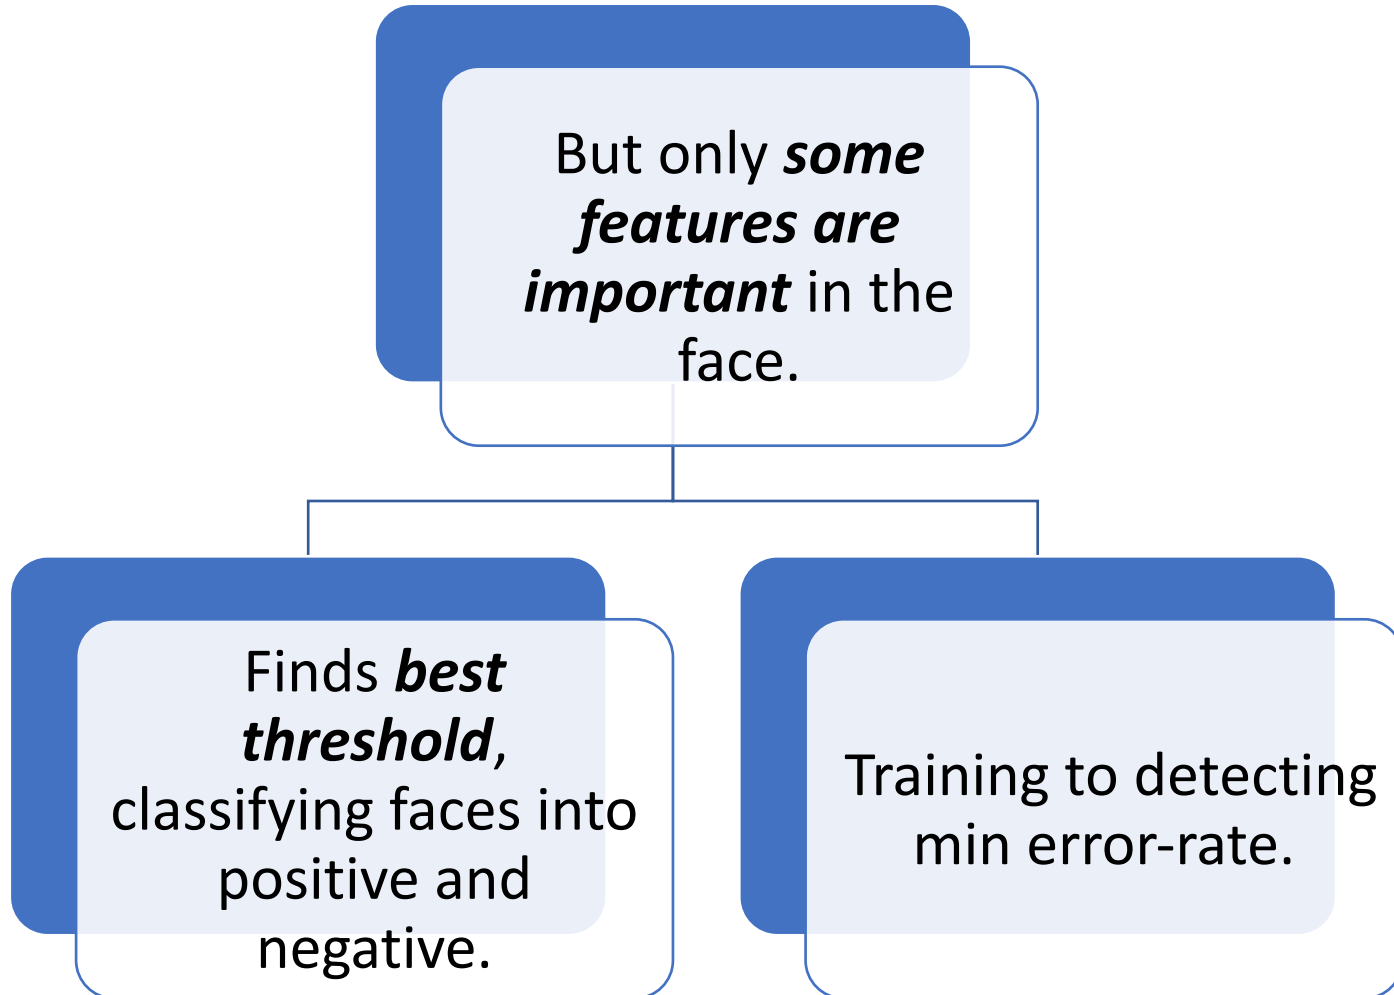 But only some
features are
important in the
face.
Finds best
threshold,
classifying faces into
positive and
negative.
Training to detecting
min error-rate.